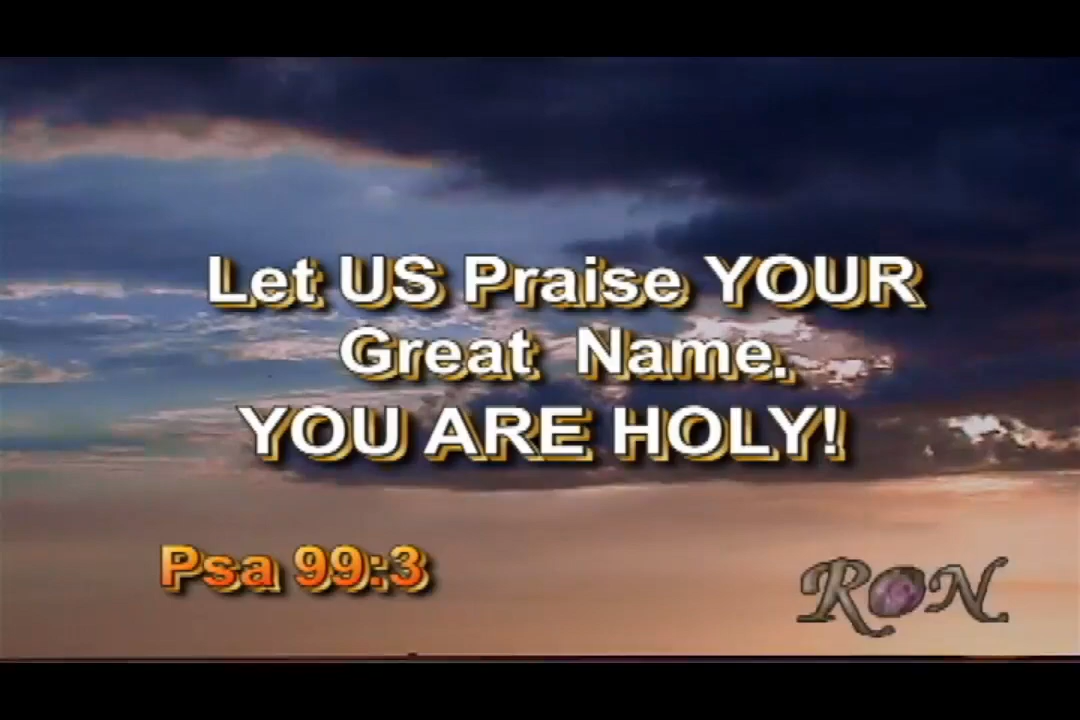 Let US Praise YOUR
Great Name.
YOU ARE HOLY!
Psa 99:3
RON